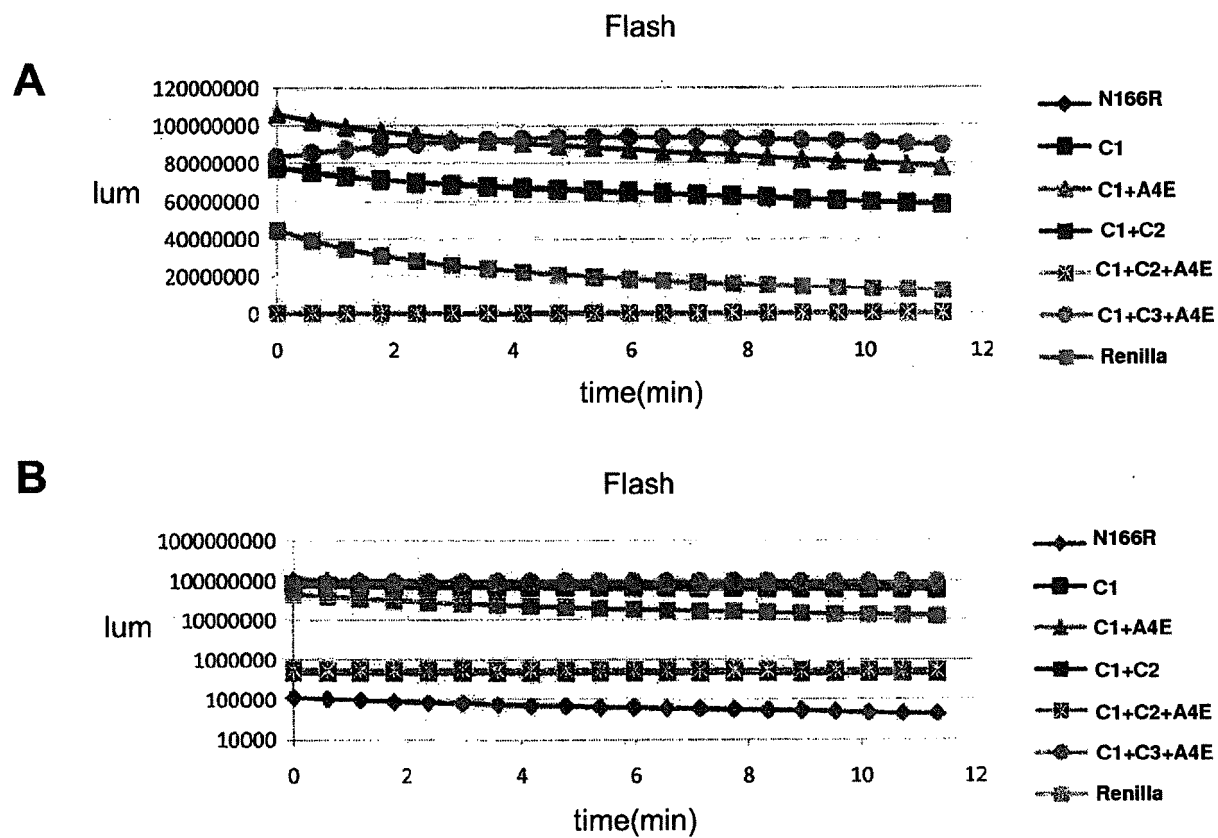 Flash
A
120000000
100000000
80000000
60000000
40000000
20000000
0
lum
0 2 4 6 8 10 12
time(min)
N166R
C1
C1+A4E
C1+C2
C1+C2+A4E
C1+C3+A4E
Renilla
B
Flash
1000000000
100000000
10000000
1000000
100000
10000
lum
0 2 4 6 8 10 12
time(min)
N166R
C1
C1+A4E
C1+C2
C1+C2+A4E
C1+C3+A4E
Renilla